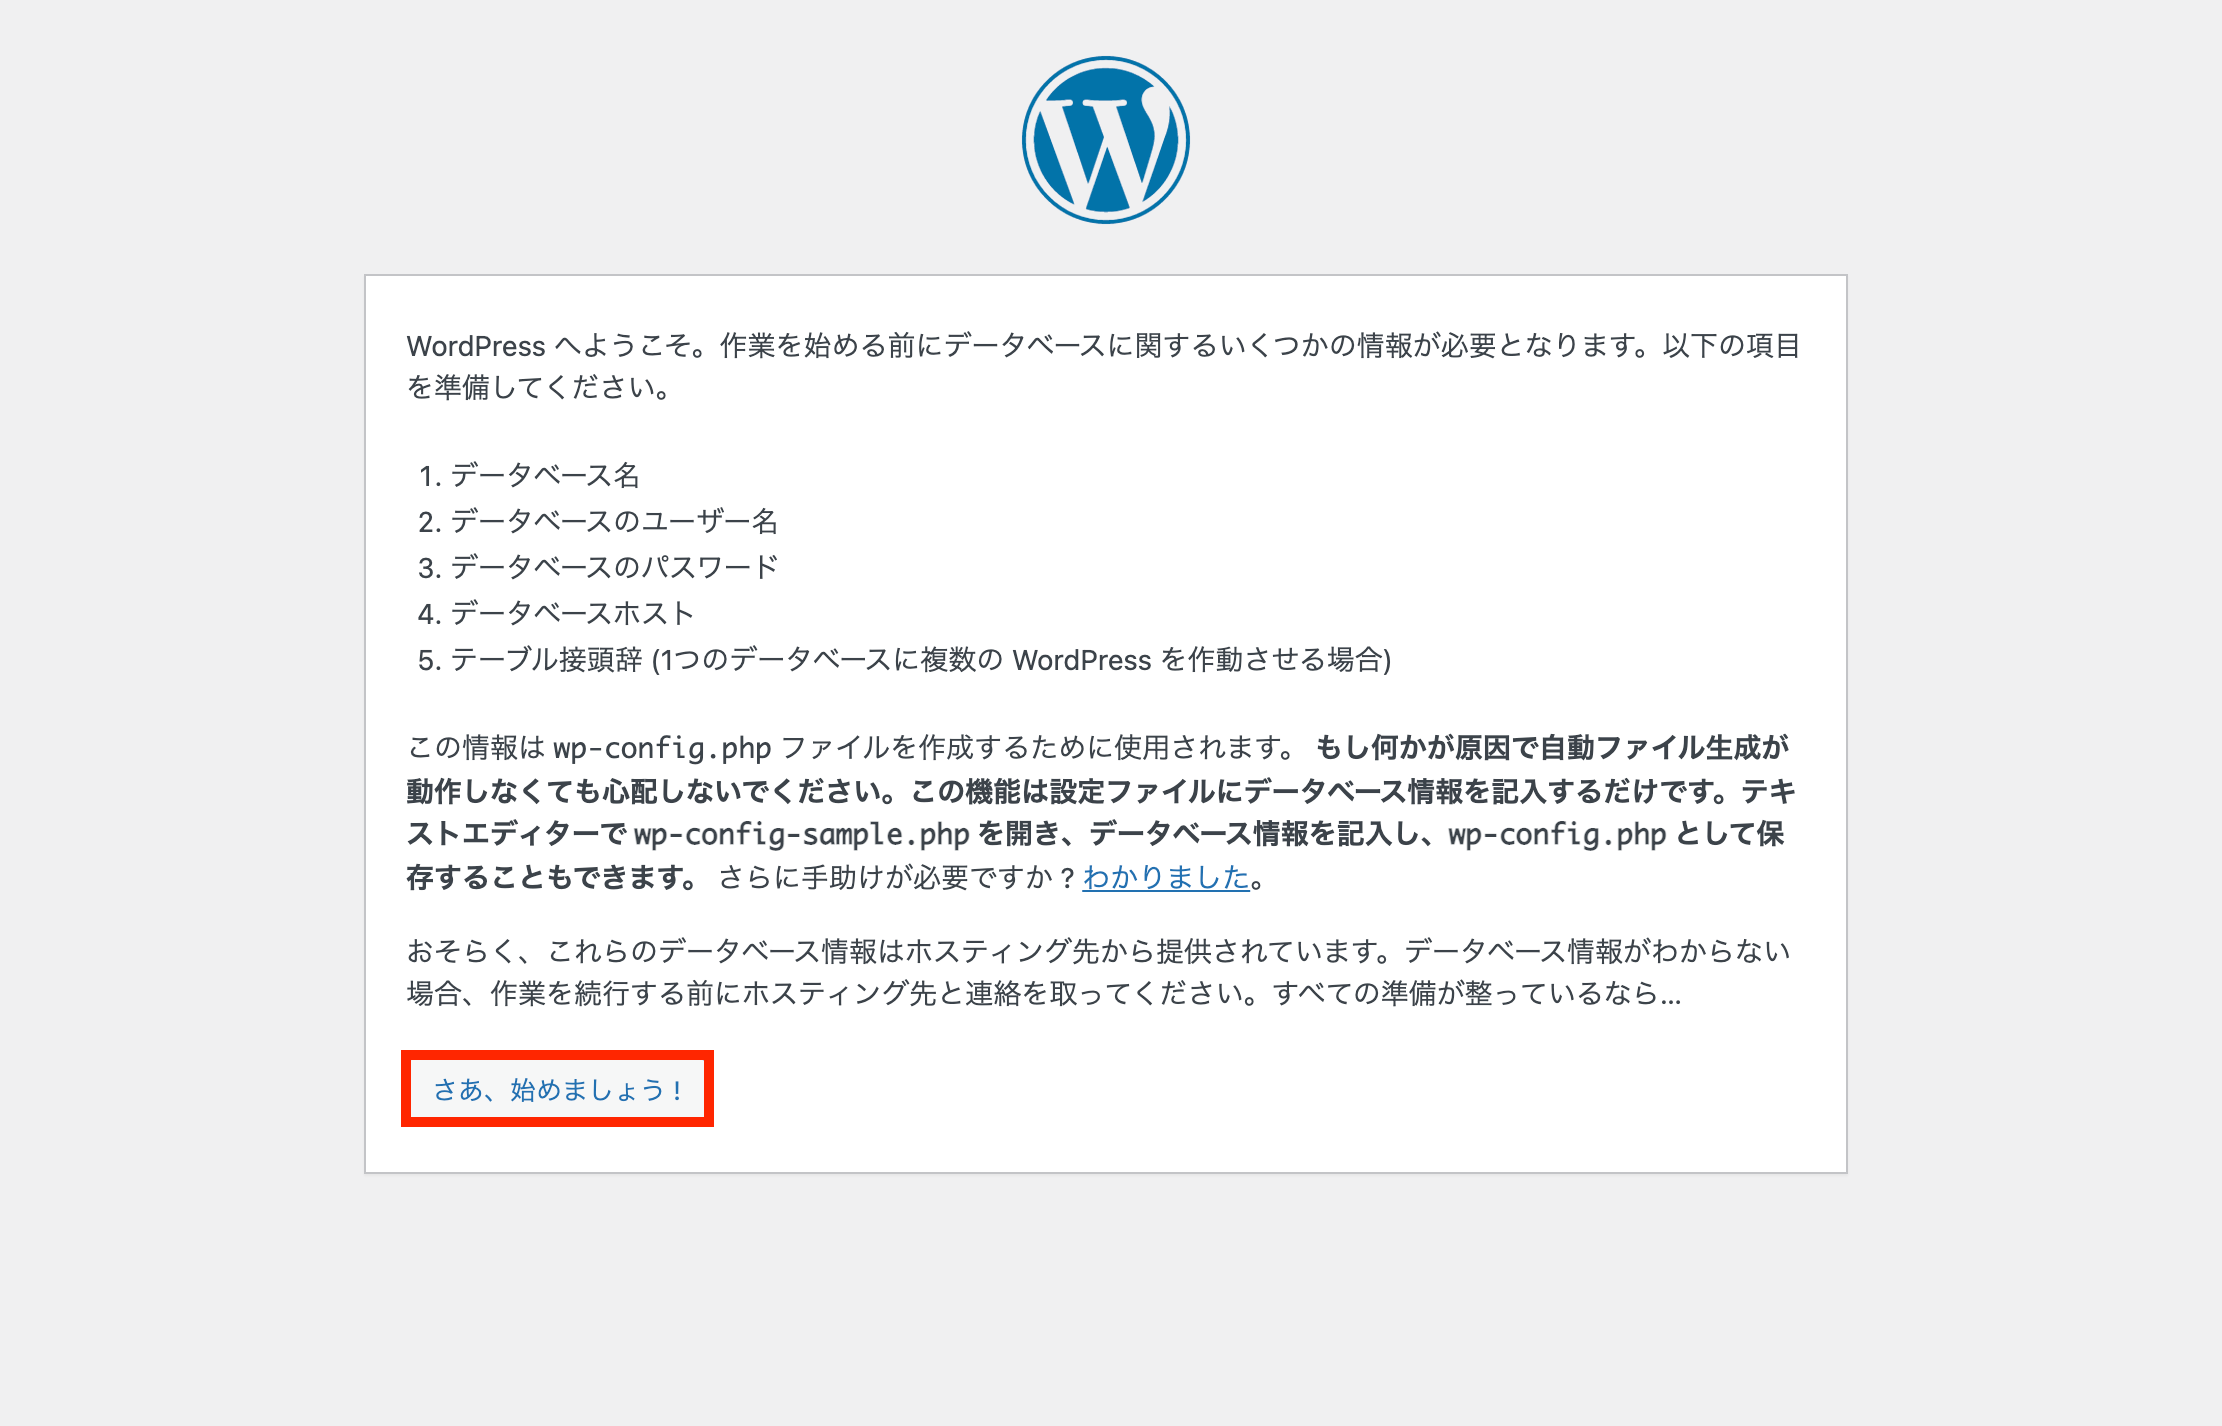 WordPress へようこそ。作業を始める前にデータベースに関するいくつかの情報が必要となります。以下の項目
を準備してください。
1. データベース名
2. データベースのユーザー名
3. データベースのパスワード
4. データベースホスト
5. テーブル接頭辞 (1つのデータベースに複数の WordPress を作動させる場合)
この情報は wp-config.php ファイルを作成するために使用されます。 もし何かが原因で自動ファイル生成が
動作しなくても心配しないでください。この機能は設定ファイルにデータベース情報を記入するだけです。テキ
ストエディターで wp-config-sample.php を開き、データベース情報を記入し、wp-config.php として保
存することもできます。 さらに手助けが必要ですか ? わかりました。
おそらく、これらのデータベース情報はホスティング先から提供されています。データベース情報がわからない
場合、作業を続行する前にホスティング先と連絡を取ってください。すべての準備が整っているなら…
さあ、始めましょう !